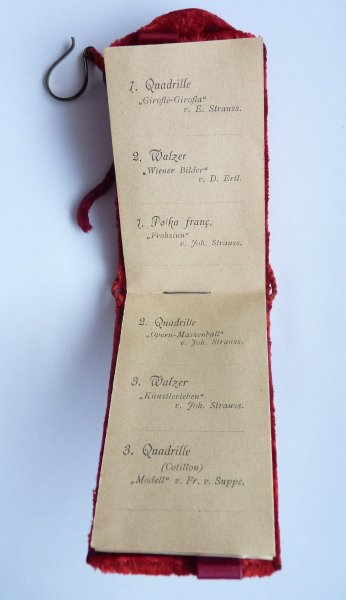 1. Quadrille
„Girofle-Girofla“
v. E. Strauss.
2. Walzer
„Wiener Bilder“
v. D. Ertl.
1. Polka franç.
„Frohsinn“
v. Joh. Strauss.
2. Quadrille
„Opern-Maskenball“
v. Joh. Strauss.
3. Walzer
„Künstlerleben“
v. Joh. Strauss.
3. Quadrille
(Cotillon)
„Modell“ v. Fr. v. Suppé.